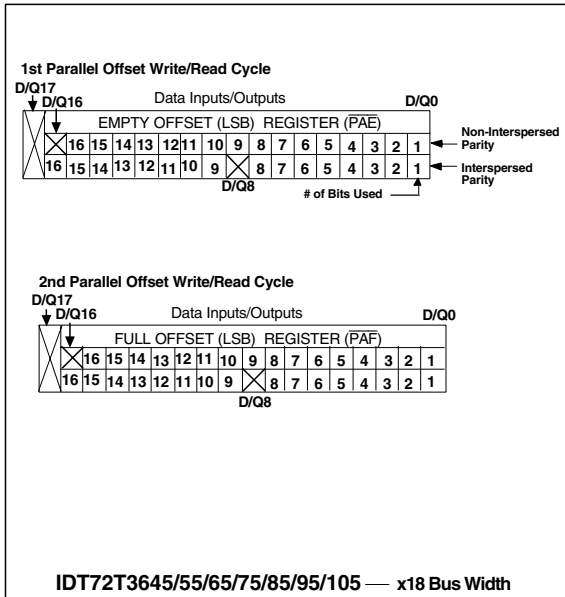 1st Parallel Offset Write/Read Cycle
D/Q17
D/Q16
Data Inputs/Outputs
D/Q0
EMPTY OFFSET (LSB) REGISTER (PAE)
16 15 14 13 12 11 10 9 8 7 6 5 4 3 2 1
Non-Interspersed
Parity
16 15 14 13 12 11 10 9 8 7 6 5 4 3 2 1
Interspersed
Parity
D/Q8
# of Bits Used
2nd Parallel Offset Write/Read Cycle
D/Q17
D/Q16
Data Inputs/Outputs
D/Q0
FULL OFFSET (LSB) REGISTER (PAF)
16 15 14 13 12 11 10 9 8 7 6 5 4 3 2 1
16 15 14 13 12 11 10 9 8 7 6 5 4 3 2 1
D/Q8
IDT72T3645/55/65/75/85/95/105 — x18 Bus Width